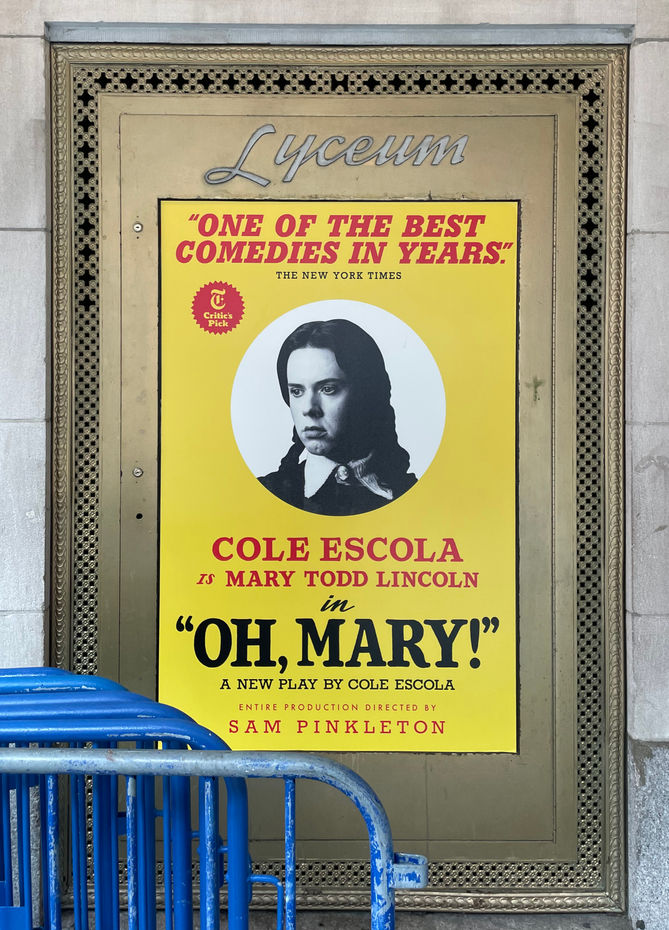 Lyceum
“ONE OF THE BEST
COMEDIES IN YEARS.”
THE NEW YORK TIMES
T
Critic's
Pick
COLE ESCOLA
IS MARY TODD LINCOLN
in
“OH, MARY!”
A NEW PLAY BY COLE ESCOLA
ENTIRE PRODUCTION DIRECTED BY
SAM PINKLETON